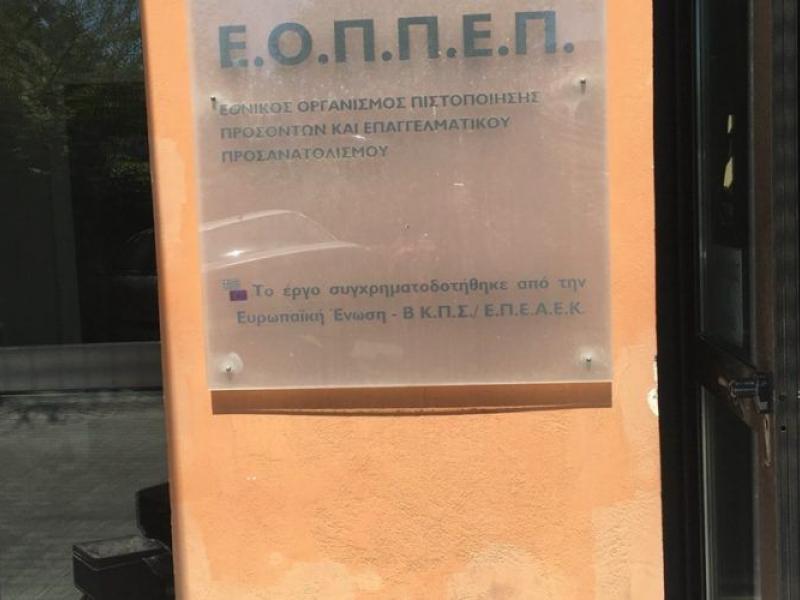 Ε.Ο.Π.Π.Ε.Π.
ΕΘΝΙΚΟΣ ΟΡΓΑΝΙΣΜΟΣ ΠΙΣΤΟΠΟΙΗΣΗΣ
ΠΡΟΣΟΝΤΩΝ ΚΑΙ ΕΠΑΓΓΕΛΜΑΤΙΚΟΥ
ΠΡΟΣΑΝΑΤΟΛΙΣΜΟΥ
Το έργο συγχρηματοδοτήθηκε από την
Ευρωπαϊκή Ένωση - Β Κ.Π.Σ./ Ε.Π.Ε.Α.Ε.Κ.